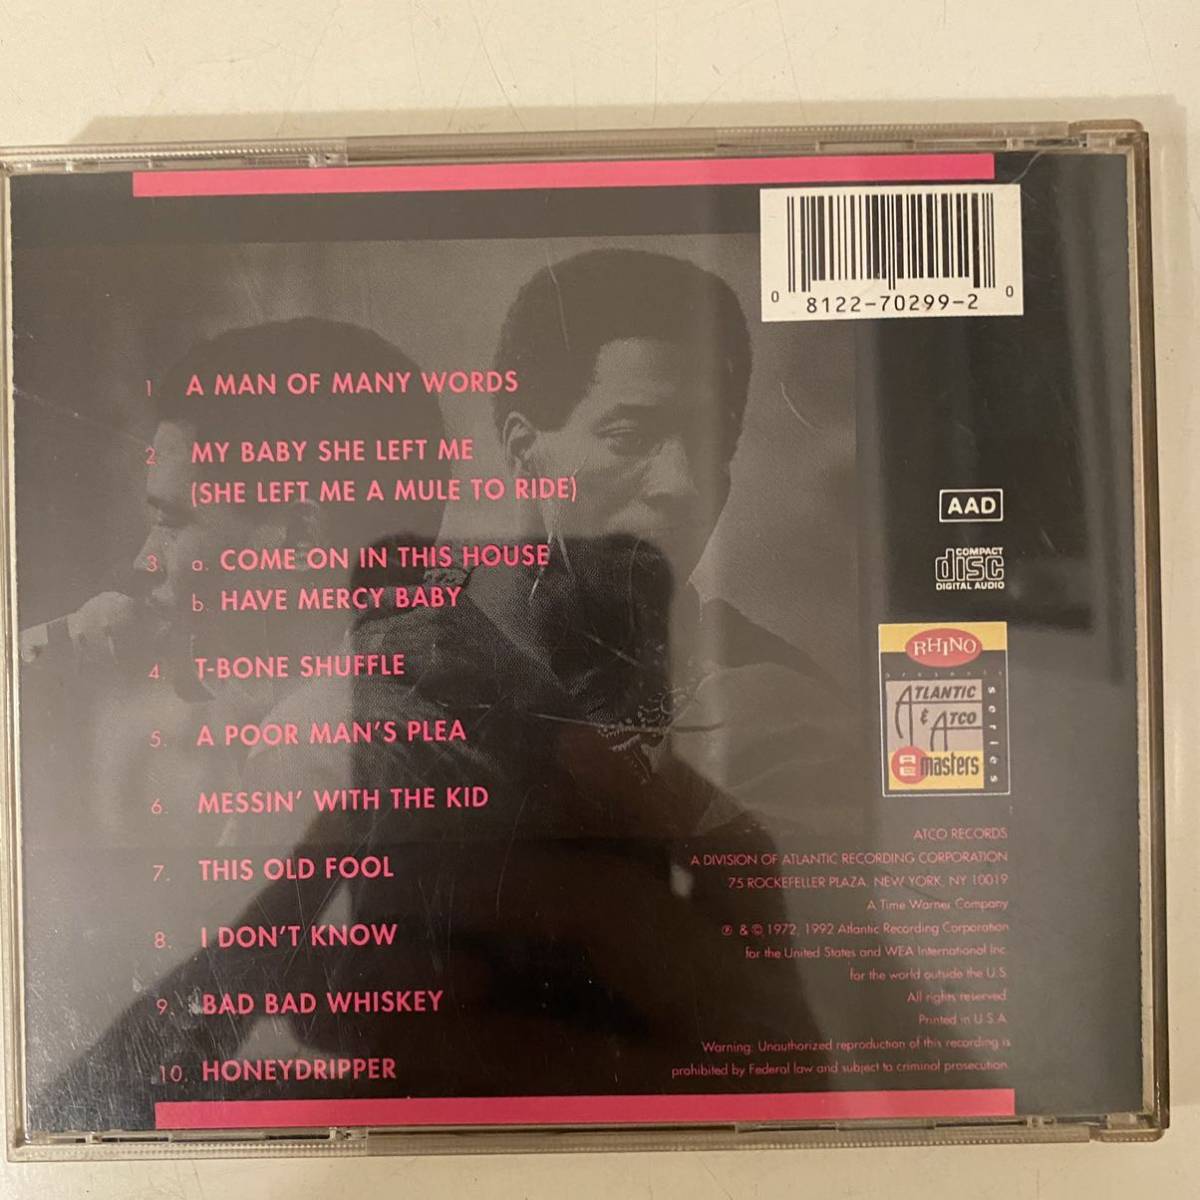 0 8122-70299-2 0
1 A MAN OF MANY WORDS
2. MY BABY SHE LEFT ME
(SHE LEFT ME A MULE TO RIDE)
3. a. COME ON IN THIS HOUSE
b. HAVE MERCY BABY
4. T-BONE SHUFFLE
5. A POOR MAN'S PLEA
6. MESSIN' WITH THE KID
7. THIS OLD FOOL
8. I DON'T KNOW
9. BAD BAD WHISKEY
10. HONEYDRIPPER
AAD
COMPACT
disc
DIGITAL AUDIO
RHINO
presents
ATLANTIC
& ATCO
RE masters
series
ATCO RECORDS
A DIVISION OF ATLANTIC RECORDING CORPORATION
75 ROCKEFELLER PLAZA, NEW YORK, NY 10019
A Time Warner Company
℗ & © 1972, 1992 Atlantic Recording Corporation
for the United States and WEA International Inc.
for the world outside the U.S.
All rights reserved.
Printed in U.S.A.
Warning: Unauthorized reproduction of this recording is
prohibited by Federal law and subject to criminal prosecution.